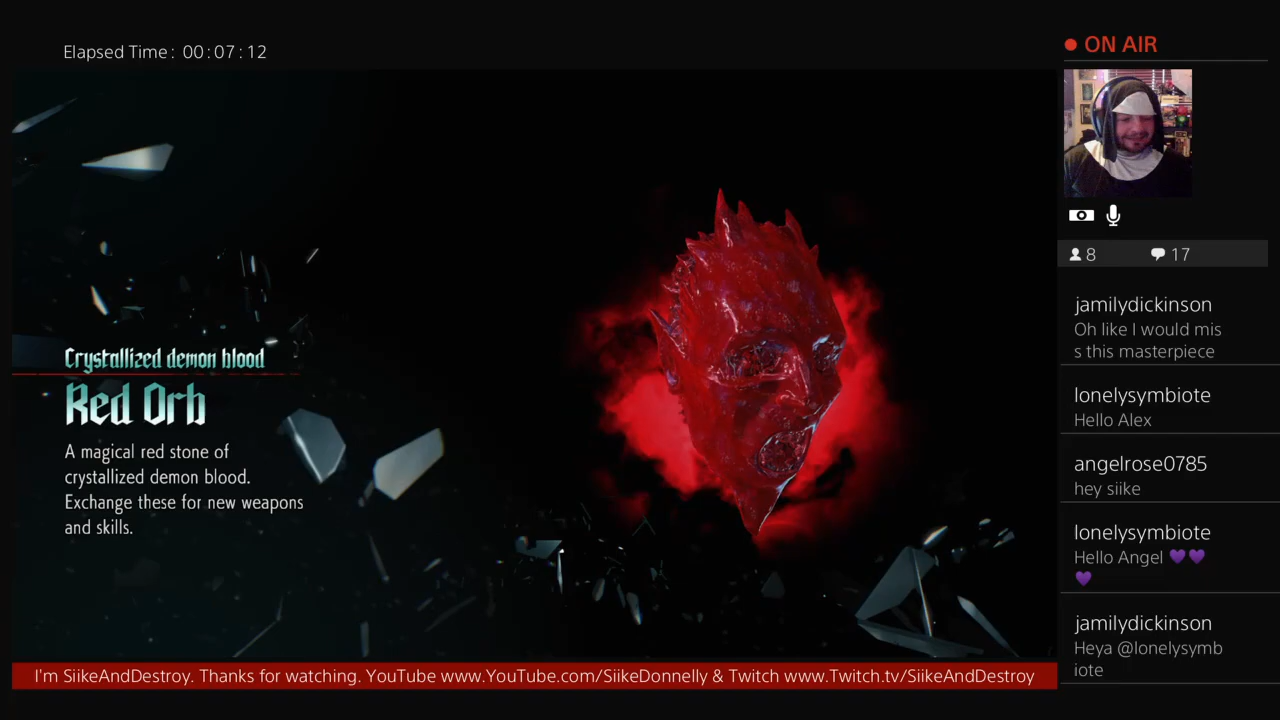 Elapsed Time: 00:07:12
ON AIR
8
17
Crystallized demon blood
Red Orb
A magical red stone of
crystallized demon blood.
Exchange these for new weapons
and skills.
jamilydickinson
Oh like I would mis
s this masterpiece
lonelysymbiote
Hello Alex
angelrose0785
hey siike
lonelysymbiote
Hello Angel 💜💜
💜
jamilydickinson
Heya @lonelysymb
iote
I'm SiikeAndDestroy. Thanks for watching. YouTube www.YouTube.com/SiikeDonnelly & Twitch www.Twitch.tv/SiikeAndDestroy